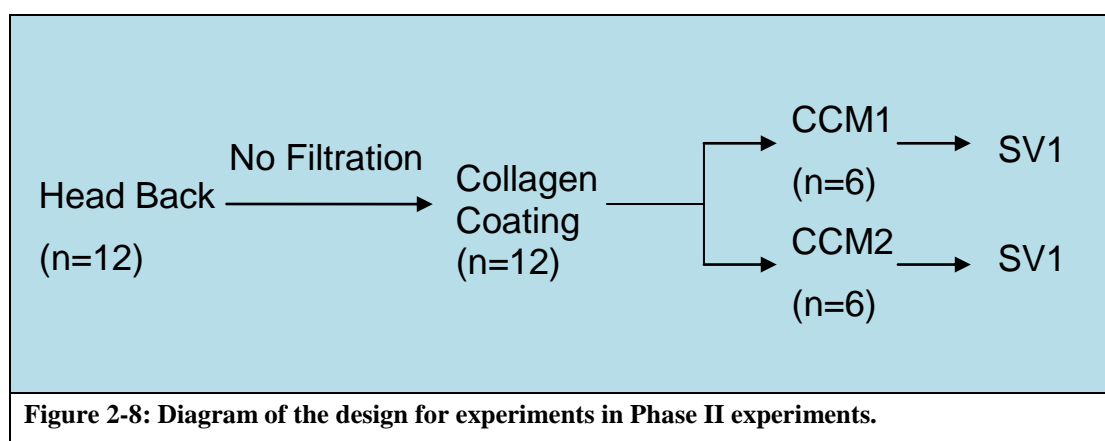 Head Back
(n=12)
No Filtration
Collagen
Coating
(n=12)
CCM1
(n=6)
SV1
CCM2
(n=6)
SV1
Figure 2-8: Diagram of the design for experiments in Phase II experiments.